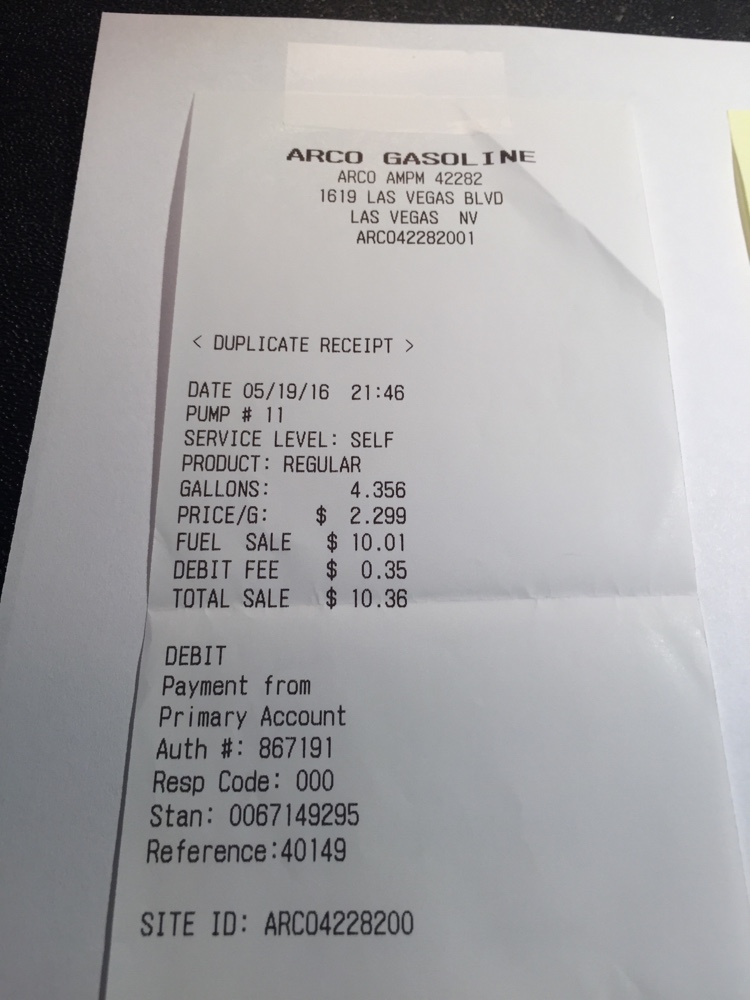 ARCO GASOLINE
ARCO AMPM 42282
1619 LAS VEGAS BLVD
LAS VEGAS NV
ARCO42282001
< DUPLICATE RECEIPT >
DATE 05/19/16 21:46
PUMP # 11
SERVICE LEVEL: SELF
PRODUCT: REGULAR
GALLONS: 4.356
PRICE/G: $ 2.299
FUEL SALE $ 10.01
DEBIT FEE $ 0.35
TOTAL SALE $ 10.36
DEBIT
Payment from
Primary Account
Auth #: 867191
Resp Code: 000
Stan: 0067149295
Reference:40149
SITE ID: ARCO4228200